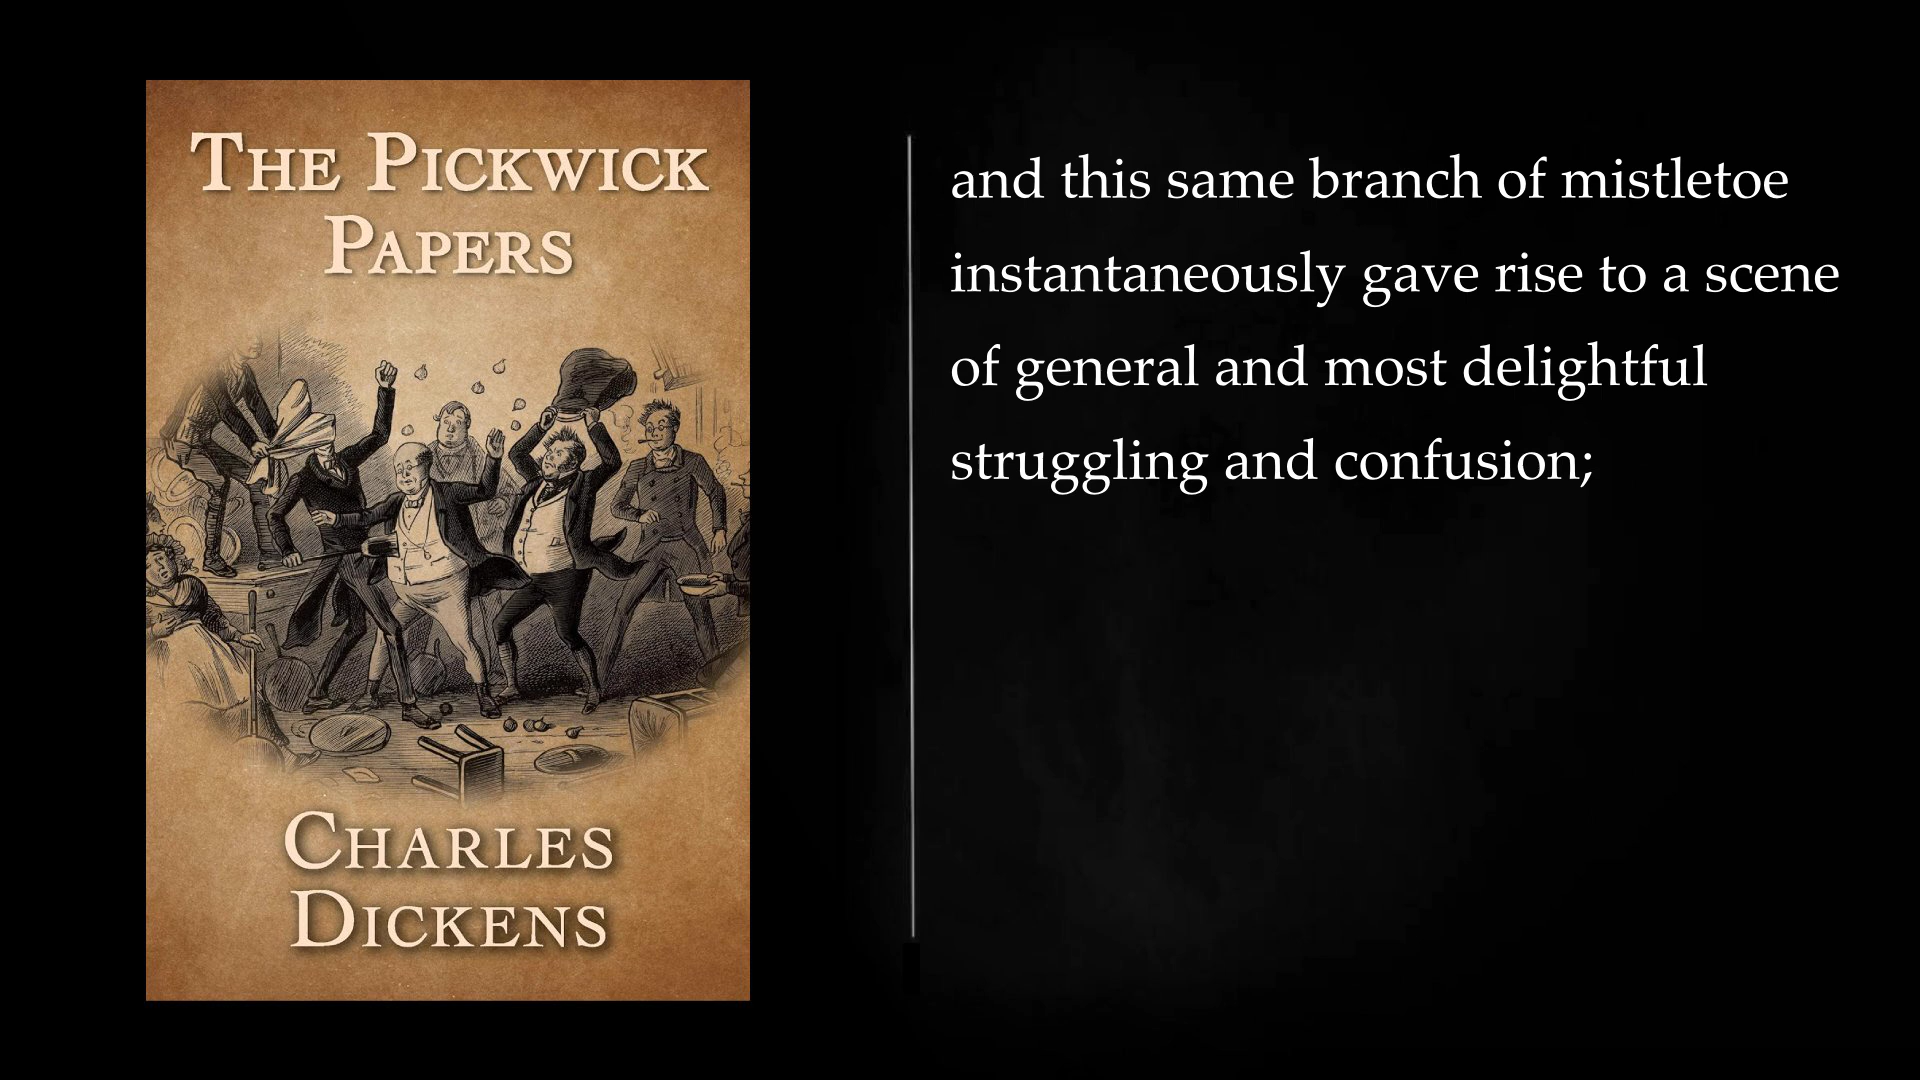 The Pickwick
Papers
Charles
Dickens
and this same branch of mistletoe
instantaneously gave rise to a scene
of general and most delightful
struggling and confusion;